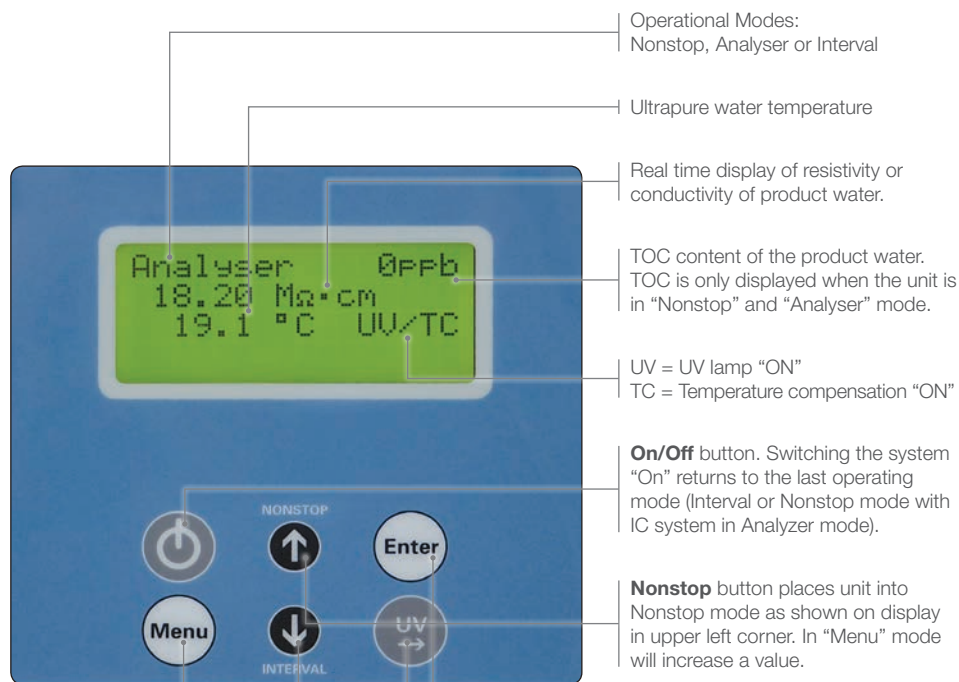 Operational Modes:
Nonstop, Analyser or Interval
Ultrapure water temperature
Real time display of resistivity or
conductivity of product water.
TOC content of the product water.
TOC is only displayed when the unit is
in “Nonstop” and “Analyser” mode.
UV = UV lamp “ON”
TC = Temperature compensation “ON”
On/Off button. Switching the system
“On” returns to the last operating
mode (Interval or Nonstop mode with
IC system in Analyzer mode).
Nonstop button places unit into
Nonstop mode as shown on display
in upper left corner. In “Menu” mode
will increase a value.
Analyser 0ppb
18.20 MΩ·cm
19.1 °C UV/TC
NONSTOP
Enter
Menu
UV
INTERVAL